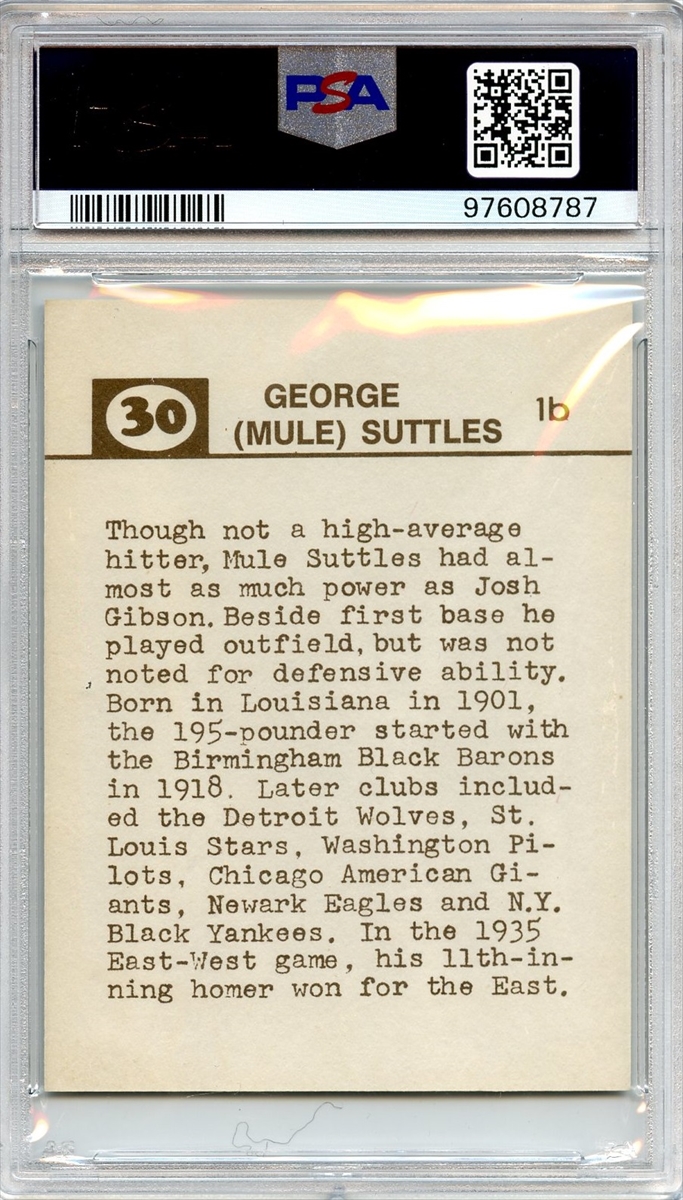 PSA
97608787
30
GEORGE
(MULE) SUTTLES
1b
Though not a high-average
hitter, Mule Suttles had al-
most as much power as Josh
Gibson. Beside first base he
played outfield, but was not
noted for defensive ability.
Born in Louisiana in 1901,
the 195-pounder started with
the Birmingham Black Barons
in 1918. Later clubs includ-
ed the Detroit Wolves, St.
Louis Stars, Washington Pi-
lots, Chicago American Gi-
ants, Newark Eagles and N.Y.
Black Yankees. In the 1935
East-West game, his 11th-in-
ning homer won for the East.